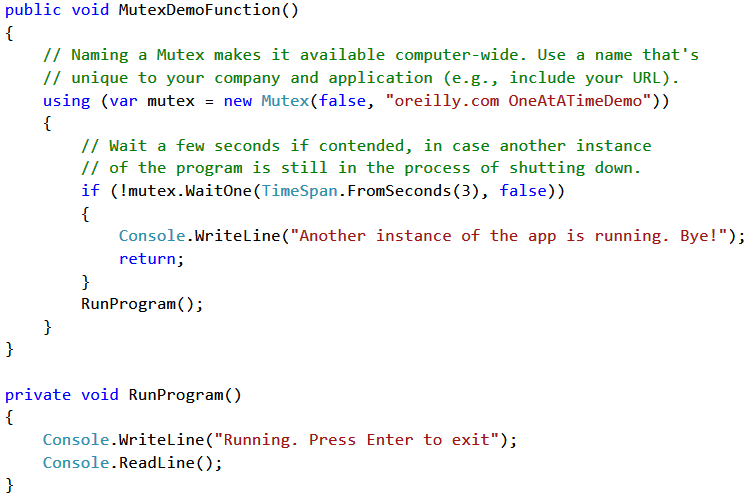 public void MutexDemoFunction()
{
    // Naming a Mutex makes it available computer-wide. Use a name that's
    // unique to your company and application (e.g., include your URL).
    using (var mutex = new Mutex(false, "oreilly.com OneAtATimeDemo"))
    {
        // Wait a few seconds if contended, in case another instance
        // of the program is still in the process of shutting down.
        if (!mutex.WaitOne(TimeSpan.FromSeconds(3), false))
        {
            Console.WriteLine("Another instance of the app is running. Bye!");
            return;
        }
        RunProgram();
    }
}

private void RunProgram()
{
    Console.WriteLine("Running. Press Enter to exit");
    Console.ReadLine();
}